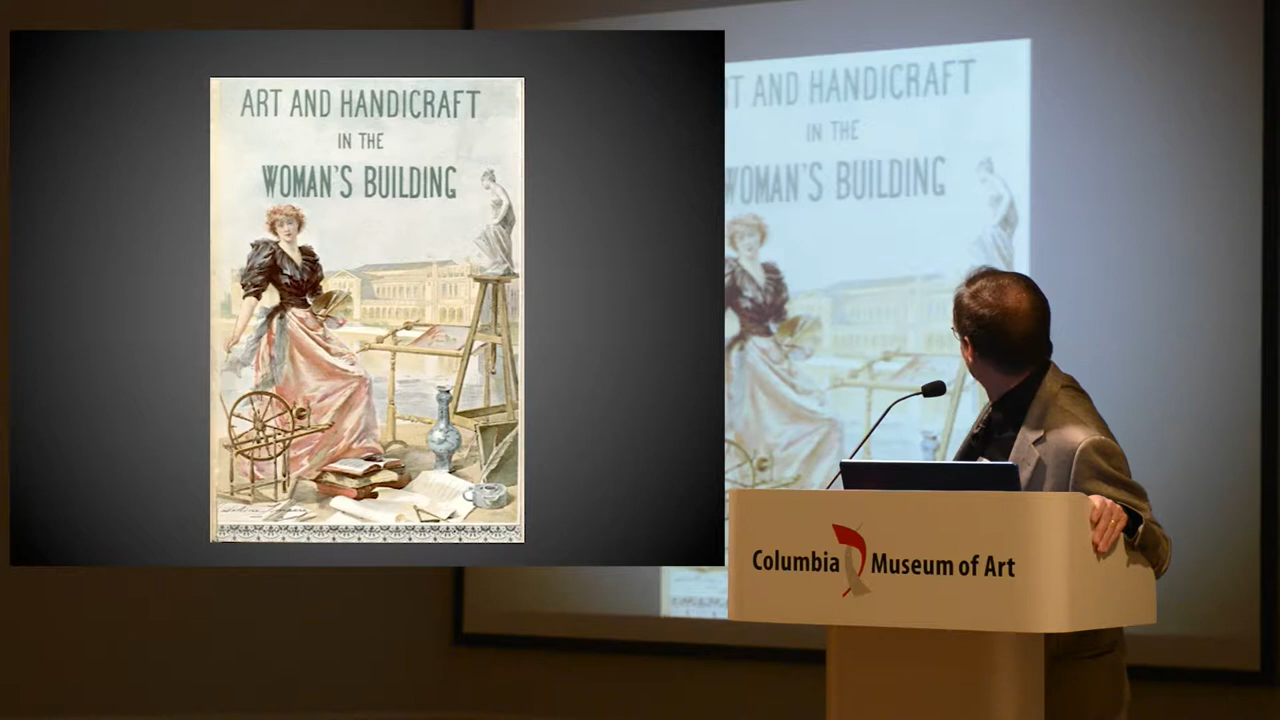 ART AND HANDICRAFT
IN THE
WOMAN'S BUILDING
T AND HANDICRAFT
IN THE
WOMAN'S BUILDING
Columbia Museum of Art